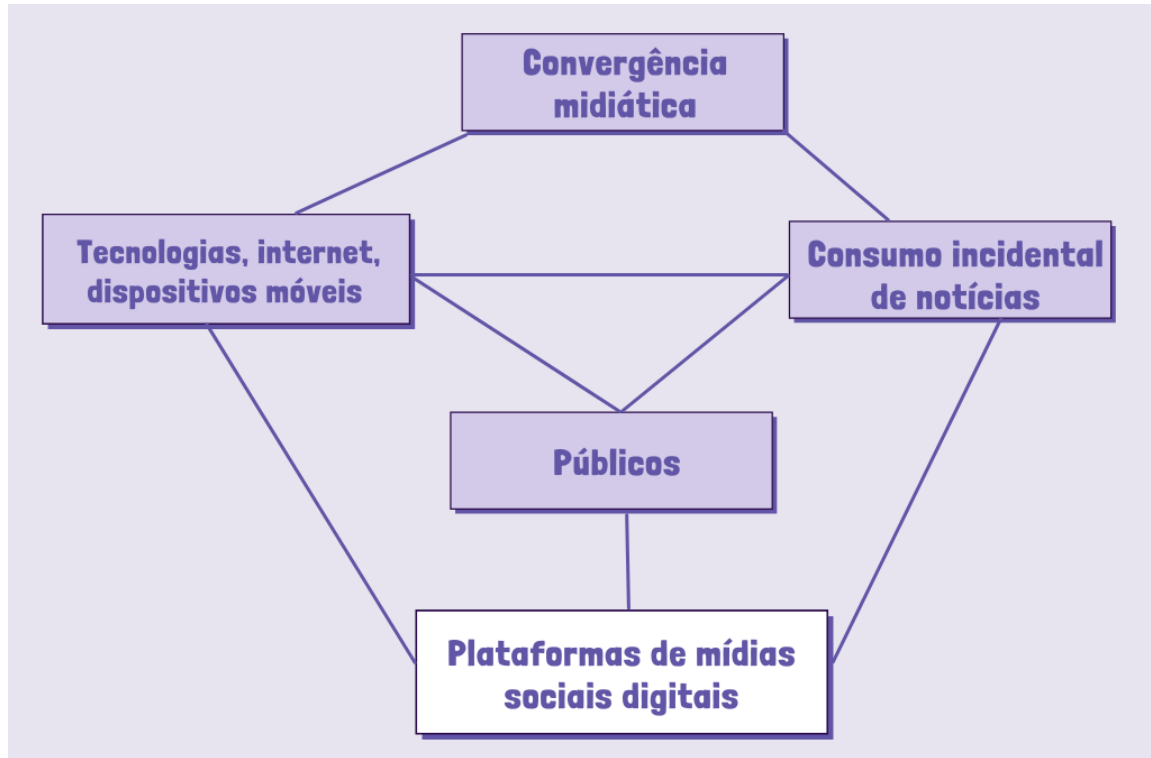 Convergência
midiática
Tecnologias, internet,
dispositivos móveis
Consumo incidental
de notícias
Públicos
Plataformas de mídias
sociais digitais